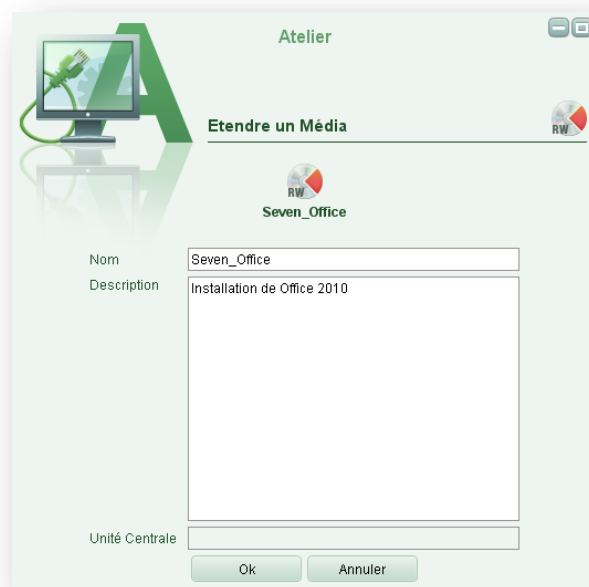 Atelier
Etendre un Média
RW
RW
Seven_Office
Nom
Seven_Office
Description
Installation de Office 2010
Unité Centrale
Ok
Annuler